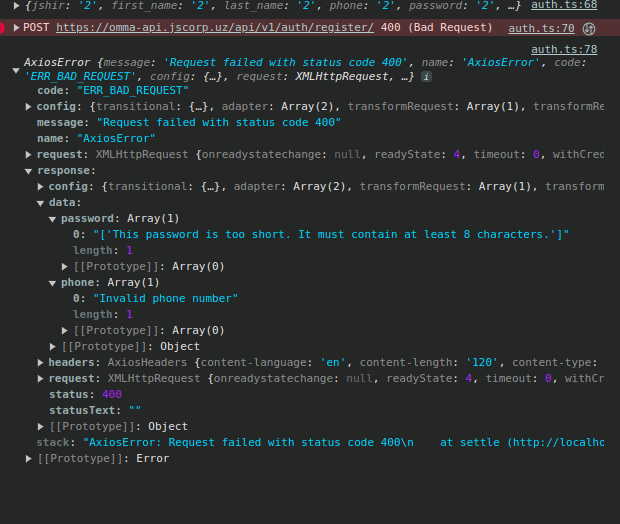 {jshir: '2', first_name: '2', last_name: '2', phone: '2', password: '2', …} auth.ts:68
POST https://omma-api.jscorp.uz/api/v1/auth/register/ 400 (Bad Request) auth.ts:70
auth.ts:78
AxiosError {message: 'Request failed with status code 400', name: 'AxiosError', code:
'ERR_BAD_REQUEST', config: {…}, request: XMLHttpRequest, …} i
code: "ERR_BAD_REQUEST"
config: {transitional: {…}, adapter: Array(2), transformRequest: Array(1), transformRe
message: "Request failed with status code 400"
name: "AxiosError"
request: XMLHttpRequest {onreadystatechange: null, readyState: 4, timeout: 0, withCred
response:
config: {transitional: {…}, adapter: Array(2), transformRequest: Array(1), transform
data:
password: Array(1)
0: "['This password is too short. It must contain at least 8 characters.']"
length: 1
[[Prototype]]: Array(0)
phone: Array(1)
0: "Invalid phone number"
length: 1
[[Prototype]]: Array(0)
[[Prototype]]: Object
headers: AxiosHeaders {content-language: 'en', content-length: '120', content-type:
request: XMLHttpRequest {onreadystatechange: null, readyState: 4, timeout: 0, withCr
status: 400
statusText: ""
[[Prototype]]: Object
stack: "AxiosError: Request failed with status code 400\n    at settle (http://localho
[[Prototype]]: Error